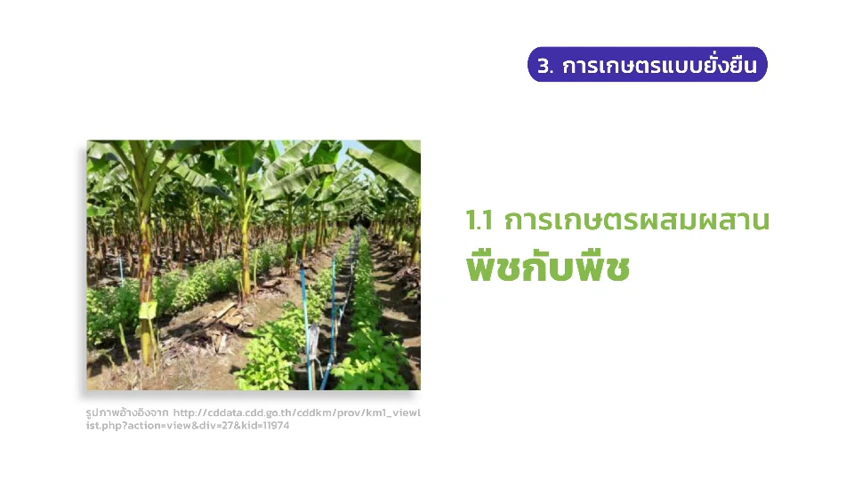 3. การเกษตรแบบยั่งยืน
1.1 การเกษตรผสมผสาน
พืชกับพืช
รูปภาพอ้างอิงจาก http://cddata.cdd.go.th/cddkm/prov/km1_viewl
ist.php?action=view&div=27&kid=11974